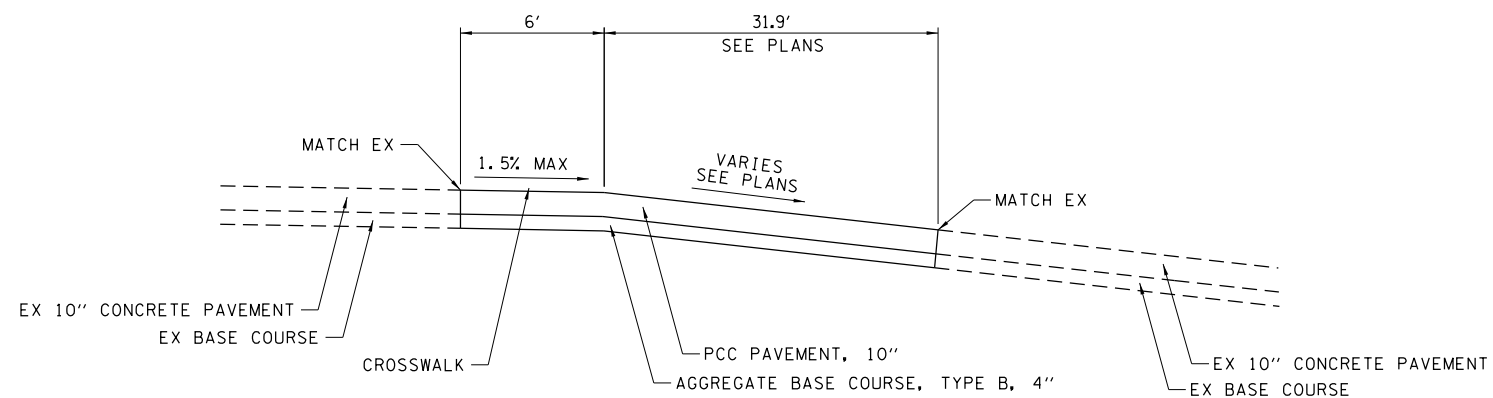 6'
31.9'
SEE PLANS
MATCH EX
1.5% MAX
VARIES
SEE PLANS
MATCH EX
EX 10" CONCRETE PAVEMENT
EX BASE COURSE
CROSSWALK
PCC PAVEMENT, 10"
AGGREGATE BASE COURSE, TYPE B, 4"
EX 10" CONCRETE PAVEMENT
EX BASE COURSE